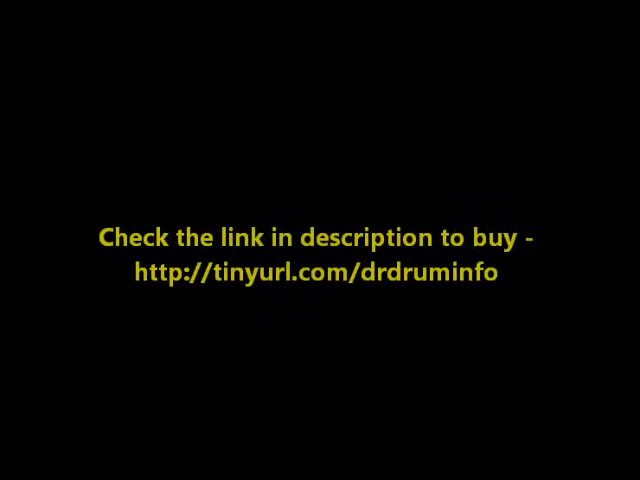 Check the link in description to buy -
http://tinyurl.com/drdruminfo